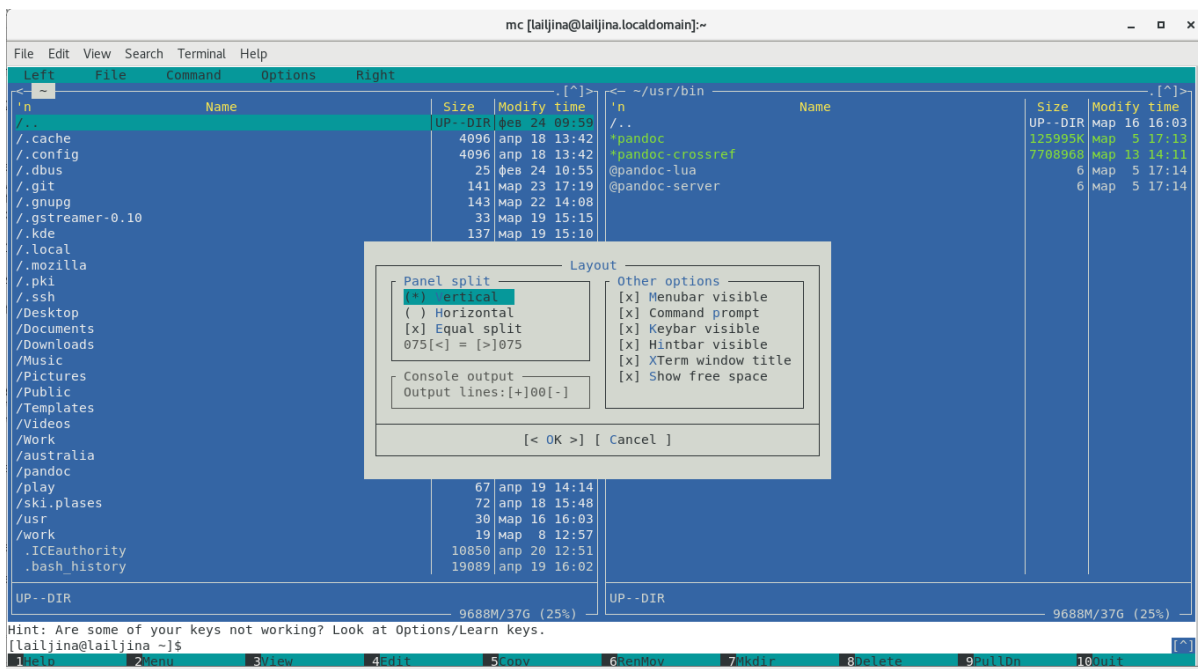 mc [lailjina@lailjina.localdomain]:~
File Edit View Search Terminal Help
Left File Command Options Right
<─ ~ ─.[^]>┐┌<─ ~/usr/bin ─.[^]>
'n Name Size Modify time 'n Name Size Modify time
/.. UP--DIR фев 24 09:59 /.. UP--DIR мар 16 16:03
/.cache 4096 апр 18 13:42 *pandoc 125995K мар 5 17:13
/.config 4096 апр 18 13:42 *pandoc-crossref 7708968 мар 13 14:11
/.dbus 25 фев 24 10:55 @pandoc-lua 6 мар 5 17:14
/.git 141 мар 23 17:19 @pandoc-server 6 мар 5 17:14
/.gnupg 143 мар 22 14:08
/.gstreamer-0.10 33 мар 19 15:15
/.kde 137 мар 19 15:10
/.local
/.mozilla Layout
/.pki Panel split Other options
/.ssh (*) Vertical [x] Menubar visible
/Desktop ( ) Horizontal [x] Command prompt
/Documents [x] Equal split [x] Keybar visible
/Downloads 075[<] = [>]075 [x] Hintbar visible
/Music [x] XTerm window title
/Pictures Console output [x] Show free space
/Public Output lines:[+]00[-]
/Templates
/Videos
/Work [< OK >] [ Cancel ]
/australia
/pandoc
/play 67 апр 19 14:14
/ski.plases 72 апр 18 15:48
/usr 30 мар 16 16:03
/work 19 мар 8 12:57
.ICEauthority 10850 апр 20 12:51
.bash_history 19089 апр 19 16:02
UP--DIR UP--DIR
9688M/37G (25%) 9688M/37G (25%)
Hint: Are some of your keys not working? Look at Options/Learn keys.
[lailjina@lailjina ~]$ [^]
1Help 2Menu 3View 4Edit 5Copy 6RenMov 7Mkdir 8Delete 9PullDn 10Quit